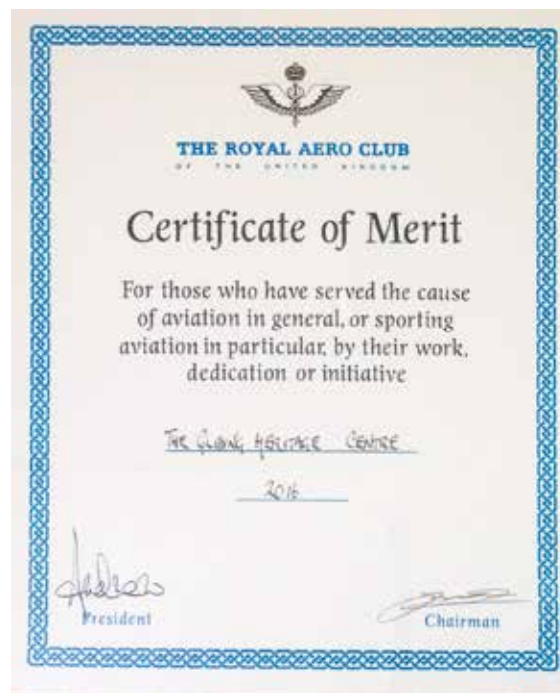 THE ROYAL AERO CLUB
OF THE UNITED KINGDOM
Certificate of Merit
For those who have served the cause
of aviation in general, or sporting
aviation in particular, by their work,
dedication or initiative
THE GLIDING HERITAGE CENTRE
2016
President
Chairman